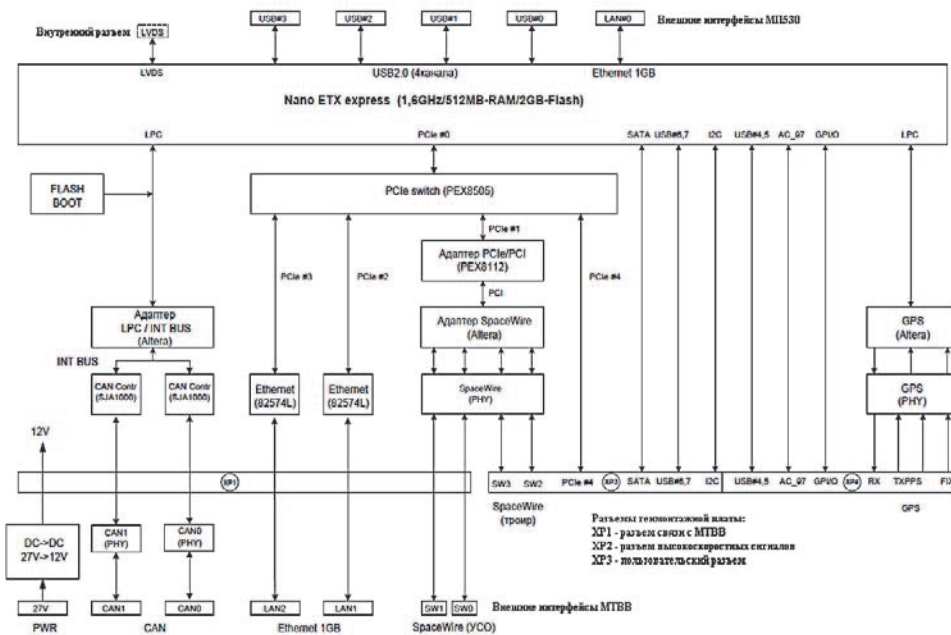 USB#3 USB#2 USB#1 USB#0 LAN#0 Внешние интерфейсы МП530
Внутренний разъем LVDS
LVDS USB2.0 (4канала) Ethernet 1GB
Nano ETX express (1,6GHz/512MB-RAM/2GB-Flash)
LPC PCIe #0 SATA USB#6,7 I2C USB#4,5 AC_97 GPI/O LPC
FLASH
BOOT
PCIe switch (PEX8505)
PCIe #1
Адаптер PCIe/PCI
(PEX8112)
PCIe #3 PCIe #2 PCIe #4
PCI
Адаптер
LPC / INT BUS
(Altera)
Адаптер SpaceWire
(Altera)
GPS
(Altera)
INT BUS
CAN Contr
(SJA1000)
CAN Contr
(SJA1000)
Ethernet
(82574L)
Ethernet
(82574L)
SpaceWire
(PHY)
GPS
(PHY)
12V
XP1
SW3 SW2 PCIe #4 XP3 SATA USB#6,7 I2C USB#4,5 AC_97 GPI/O XP4 RX TXPPS FIX
SpaceWire
(троир)
GPS
Разъемы генмонтажной платы:
XP1 - разъем связи с МТВВ
XP2 - разъем высокоскоростных сигналов
XP3 - пользовательский разъем
DC->DC
27V->12V
CAN1
(PHY)
CAN0
(PHY)
27V CAN1 CAN0 LAN2 LAN1 SW1 SW0 Внешние интерфейсы МТВВ
PWR CAN Ethernet 1GB SpaceWire (УСО)